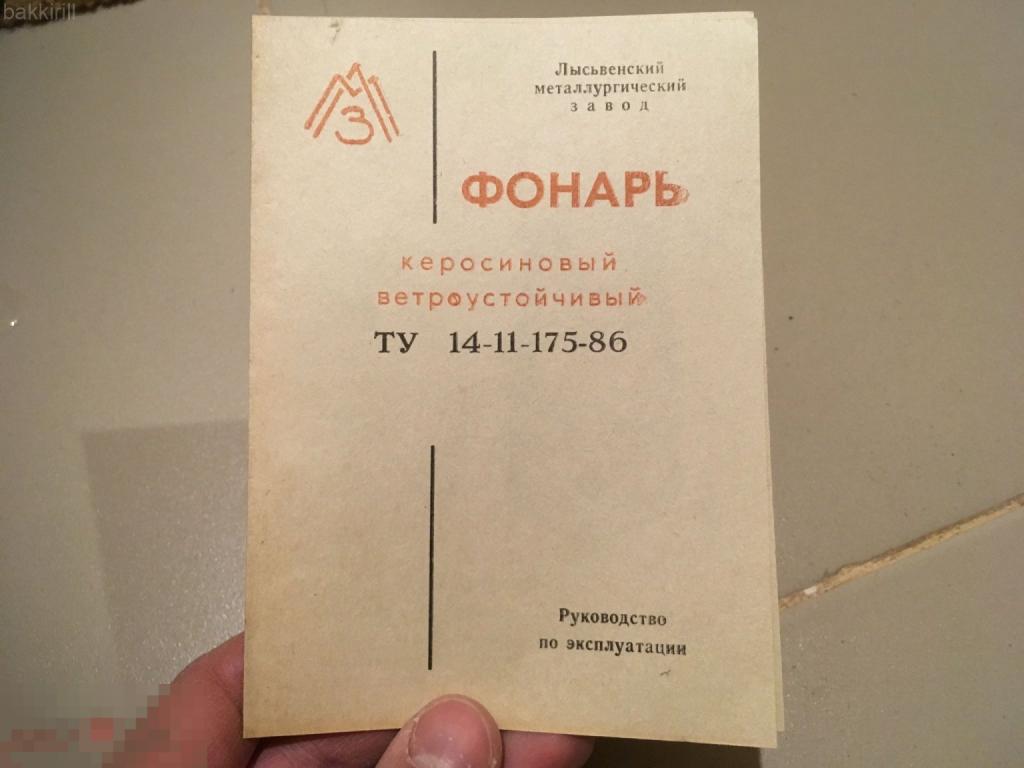 bakkirill
Лысьвенский
металлургический
завод
ФОНАРЬ
керосиновый
ветроустойчивый
ТУ 14-11-175-86
Руководство
по эксплуатации